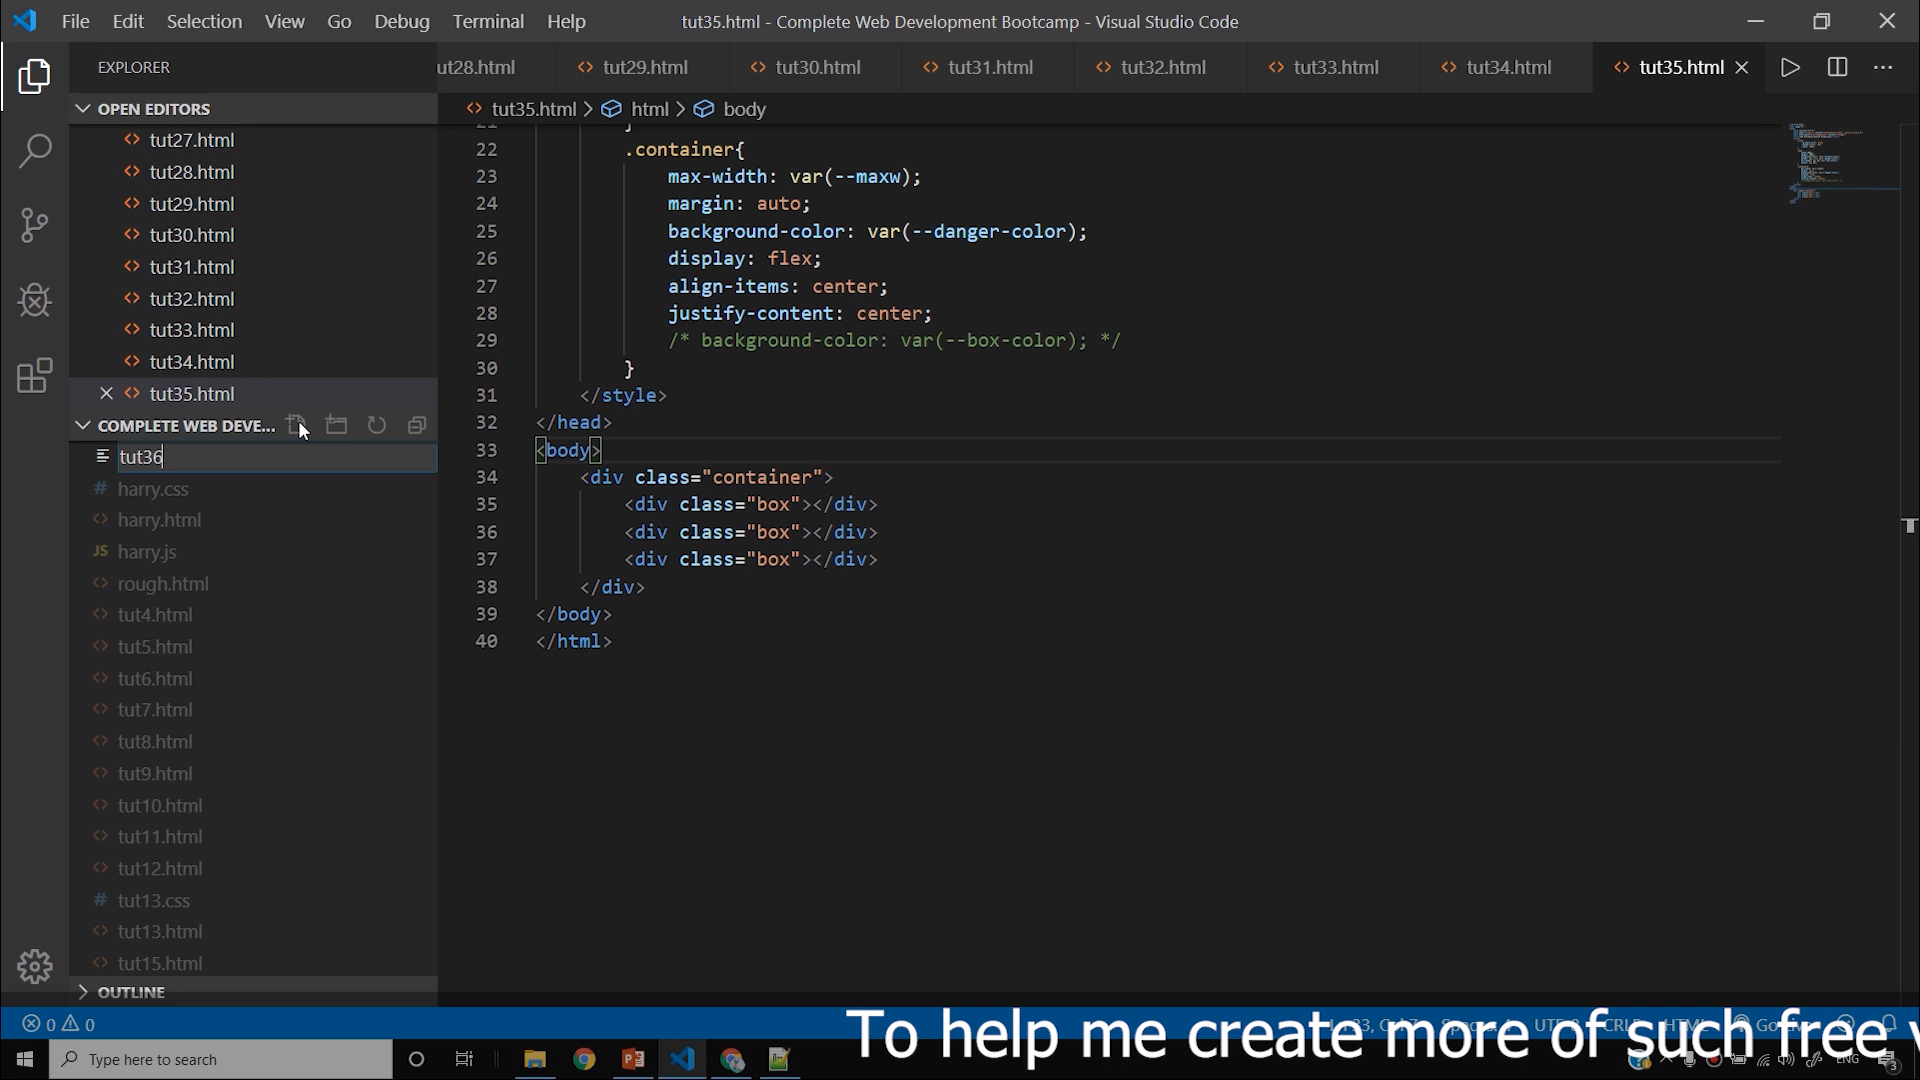 File Edit Selection View Go Debug Terminal Help
tut35.html - Complete Web Development Bootcamp - Visual Studio Code
EXPLORER
ut28.html tut29.html tut30.html tut31.html tut32.html tut33.html tut34.html tut35.html
OPEN EDITORS
tut35.html > html > body
tut27.html
tut28.html
tut29.html
tut30.html
tut31.html
tut32.html
tut33.html
tut34.html
tut35.html
COMPLETE WEB DEVE...
tut36
harry.css
harry.html
JS harry.js
rough.html
tut4.html
tut5.html
tut6.html
tut7.html
tut8.html
tut9.html
tut10.html
tut11.html
tut12.html
tut13.css
tut13.html
tut15.html
OUTLINE
21 }
22 .container{
23 max-width: var(--maxw);
24 margin: auto;
25 background-color: var(--danger-color);
26 display: flex;
27 align-items: center;
28 justify-content: center;
29 /* background-color: var(--box-color); */
30 }
31 </style>
32 </head>
33 <body>
34 <div class="container">
35 <div class="box"></div>
36 <div class="box"></div>
37 <div class="box"></div>
38 </div>
39 </body>
40 </html>
0 0
To help me create more of such free
Type here to search
ENG
3